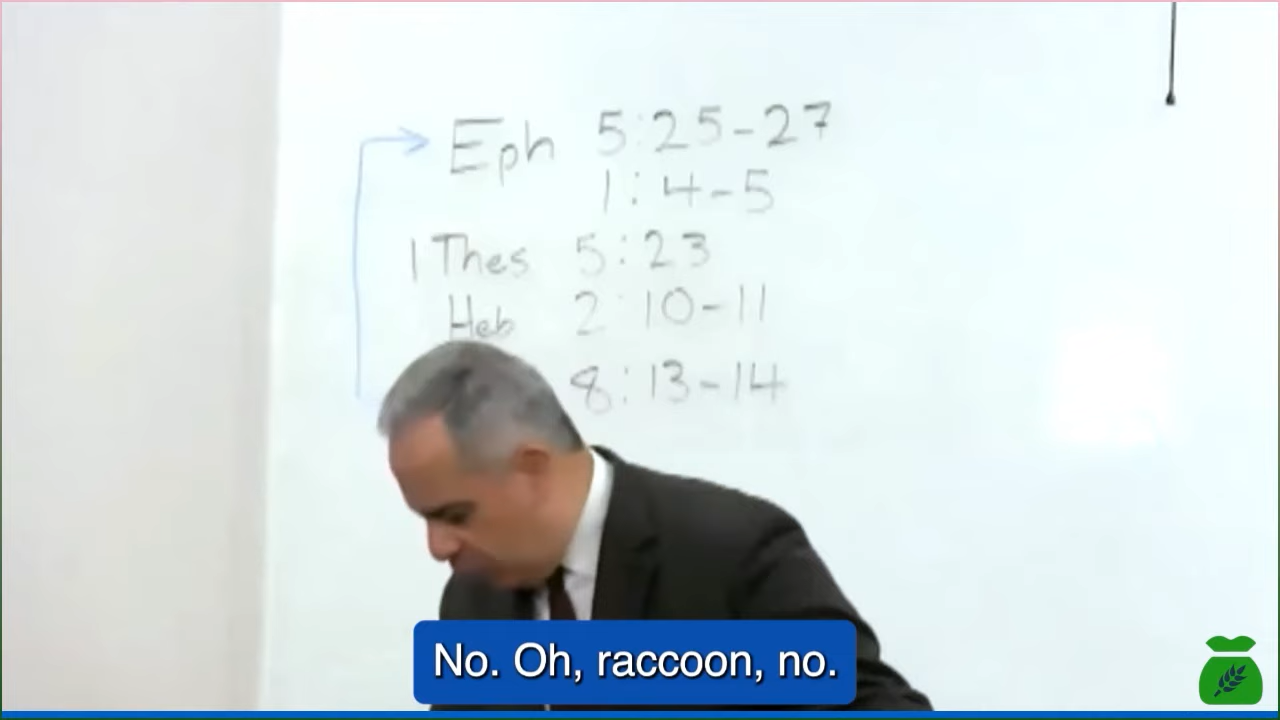 Eph 5:25-27
1:4-5
1 Thes 5:23
Heb 2:10-11
8:13-14
No. Oh, raccoon, no.